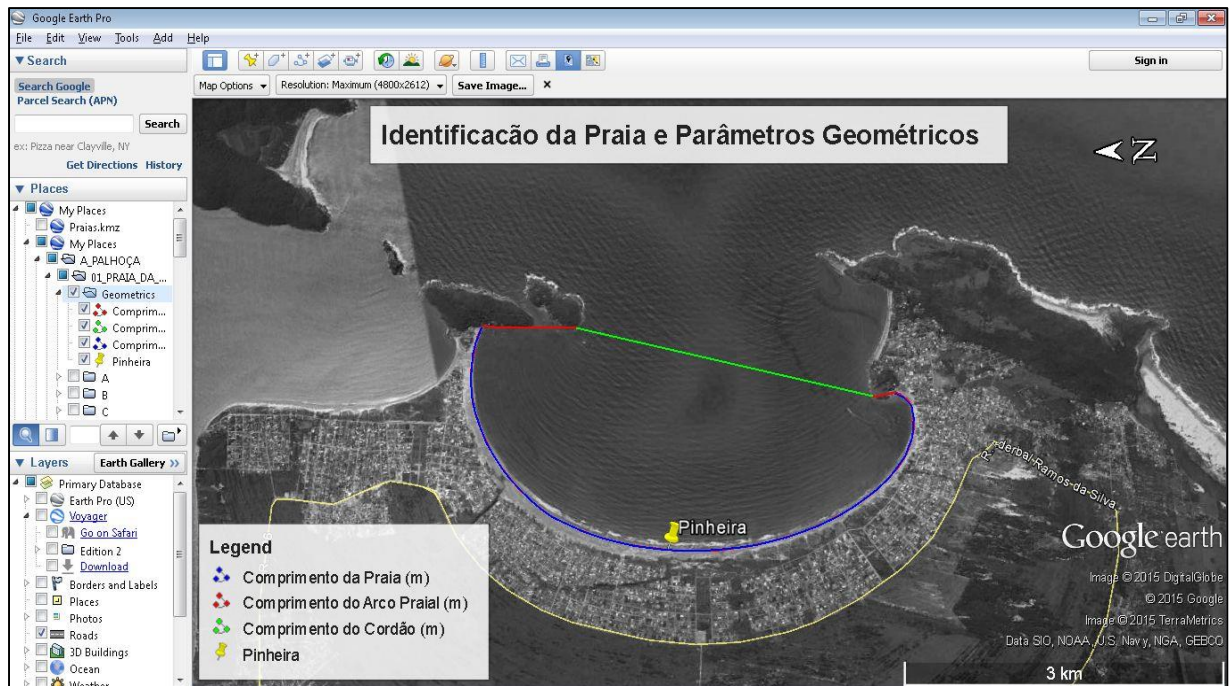 Google Earth Pro
File Edit View Tools Add Help
▼ Search
Search Google
Parcel Search (APN)
Search
ex: Pizza near Clayville, NY
Get Directions History
▼ Places
My Places
Praias.kmz
My Places
A_PALHOÇA
01_PRAIA_DA_...
Geometrics
Comprim...
Comprim...
Comprim...
Pinheira
A
B
C
▼ Layers
Earth Gallery »
Primary Database
Earth Pro (US)
Voyager
Go on Safari
Edition 2
Download
Borders and Labels
Places
Photos
Roads
3D Buildings
Ocean
Weather
Sign in
Map Options ▼ Resolution: Maximum (4800x2612) ▼ Save Image... X
Identificacão da Praia e Parâmetros Geométricos
Z
R. derbal-Ramos-da-Silva
Pinheira
Legend
Comprimento da Praia (m)
Comprimento do Arco Praial (m)
Comprimento do Cordão (m)
Pinheira
Google earth
Image © 2015 DigitalGlobe
© 2015 Google
Image © 2015 TerraMetrics
Data SIO, NOAA, U.S. Navy, NGA, GEBCO
3 km